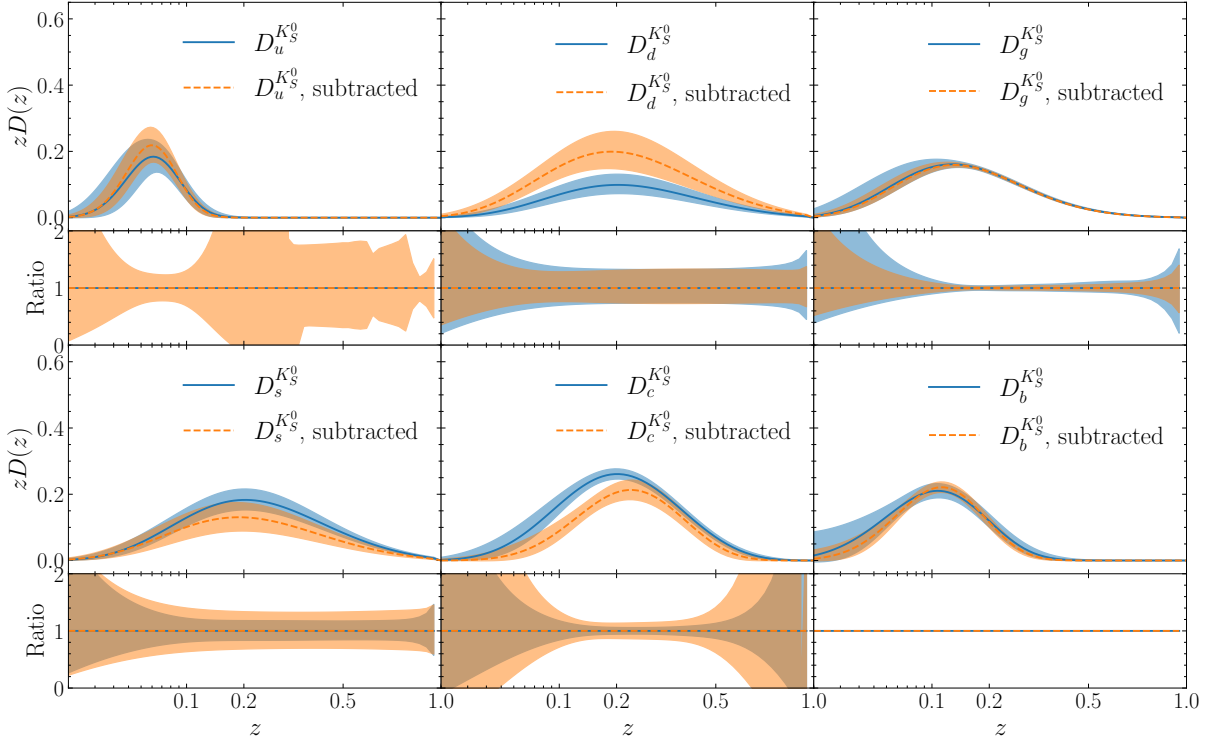 0.6
0.4
0.2
0.0
zD(z)
D_u^{K_S^0}
D_u^{K_S^0}, subtracted
D_d^{K_S^0}
D_d^{K_S^0}, subtracted
D_g^{K_S^0}
D_g^{K_S^0}, subtracted
2
1
0
Ratio
0.6
0.4
0.2
0.0
zD(z)
D_s^{K_S^0}
D_s^{K_S^0}, subtracted
D_c^{K_S^0}
D_c^{K_S^0}, subtracted
D_b^{K_S^0}
D_b^{K_S^0}, subtracted
2
1
0
Ratio
0.1 0.2 0.5 1.0 0.1 0.2 0.5 1.0 0.1 0.2 0.5 1.0
z z z